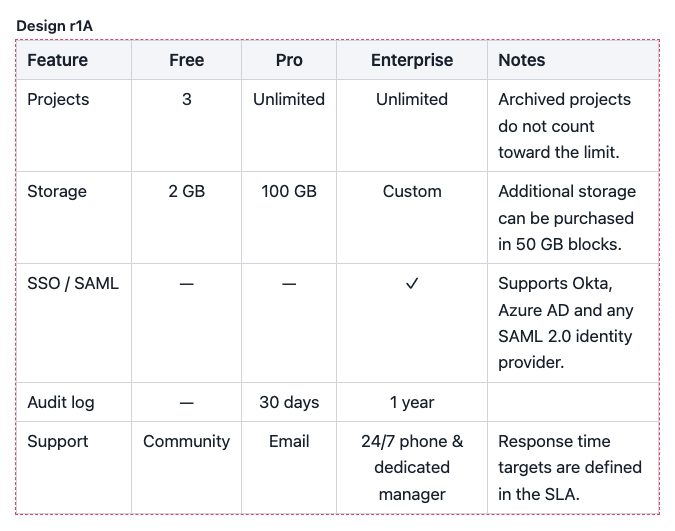 Design r1A
Feature Free Pro Enterprise Notes
Projects 3 Unlimited Unlimited Archived projects
do not count
toward the limit.
Storage 2 GB 100 GB Custom Additional storage
can be purchased
in 50 GB blocks.
SSO / SAML — — ✓ Supports Okta,
Azure AD and any
SAML 2.0 identity
provider.
Audit log — 30 days 1 year
Support Community Email 24/7 phone & Response time
dedicated targets are defined
manager in the SLA.